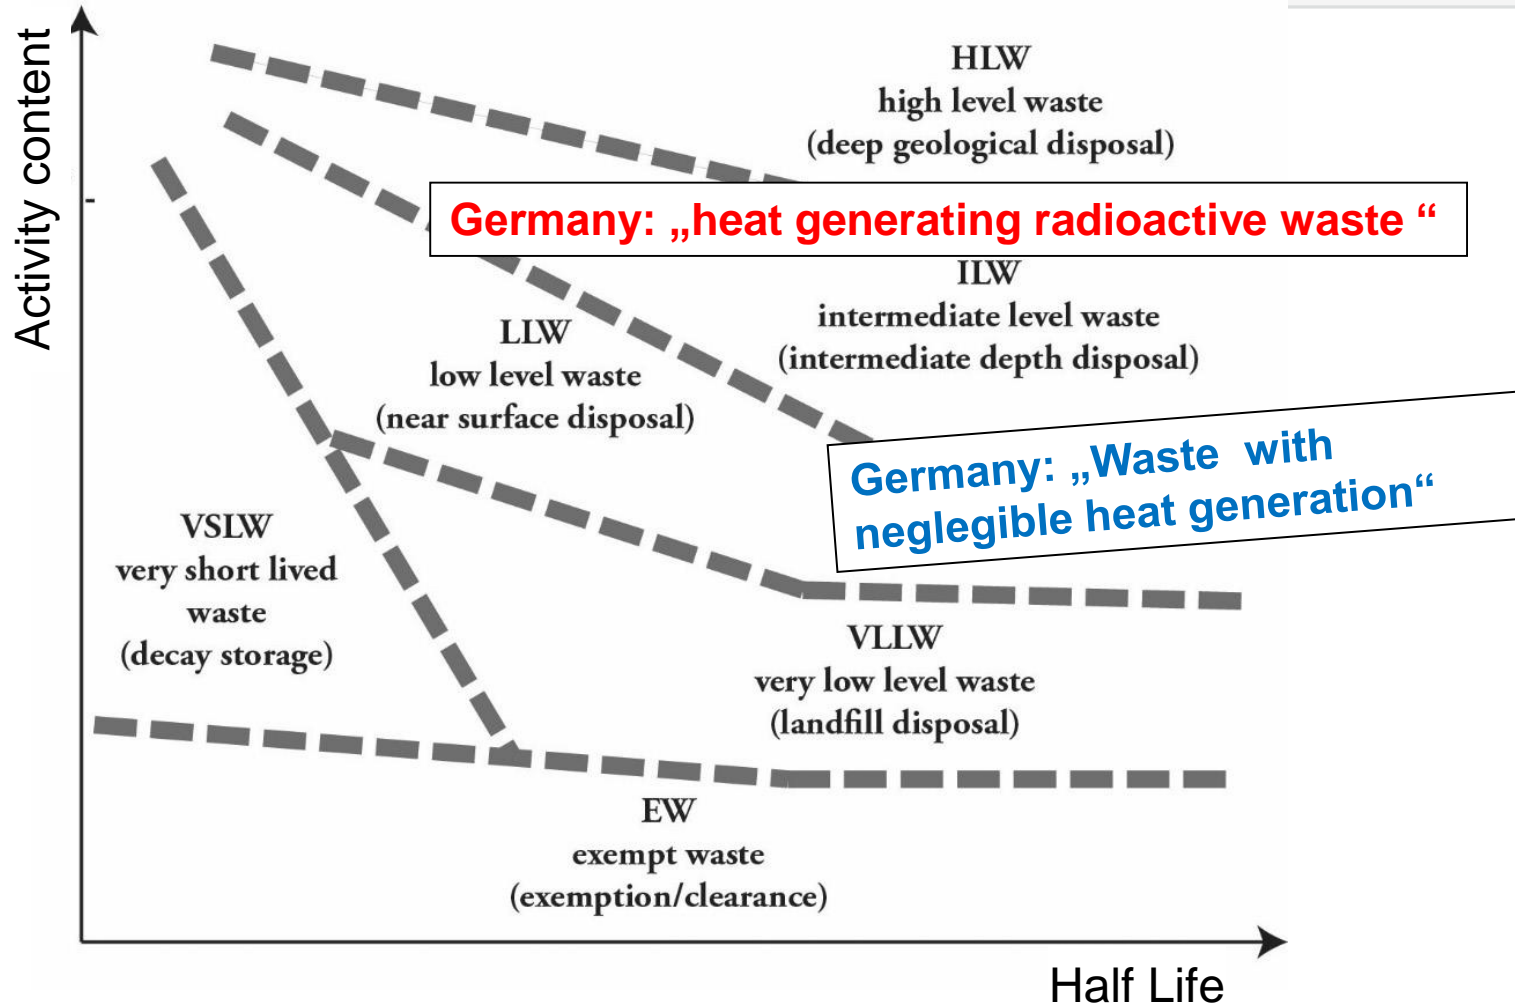 Activity content
HLW
high level waste
(deep geological disposal)
Germany: „heat generating radioactive waste “
ILW
intermediate level waste
(intermediate depth disposal)
LLW
low level waste
(near surface disposal)
Germany: „Waste with
neglegible heat generation“
VSLW
very short lived
waste
(decay storage)
VLLW
very low level waste
(landfill disposal)
EW
exempt waste
(exemption/clearance)
Half Life